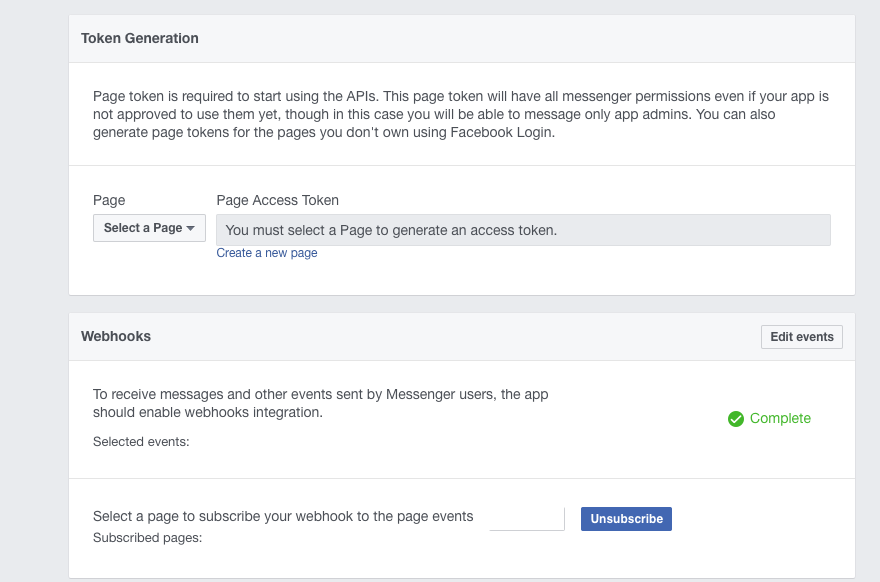 Token Generation
Page token is required to start using the APIs. This page token will have all messenger permissions even if your app is
not approved to use them yet, though in this case you will be able to message only app admins. You can also
generate page tokens for the pages you don't own using Facebook Login.
Page
Page Access Token
Select a Page
You must select a Page to generate an access token.
Create a new page
Webhooks
Edit events
To receive messages and other events sent by Messenger users, the app
should enable webhooks integration.
Complete
Selected events:
Select a page to subscribe your webhook to the page events
Unsubscribe
Subscribed pages: